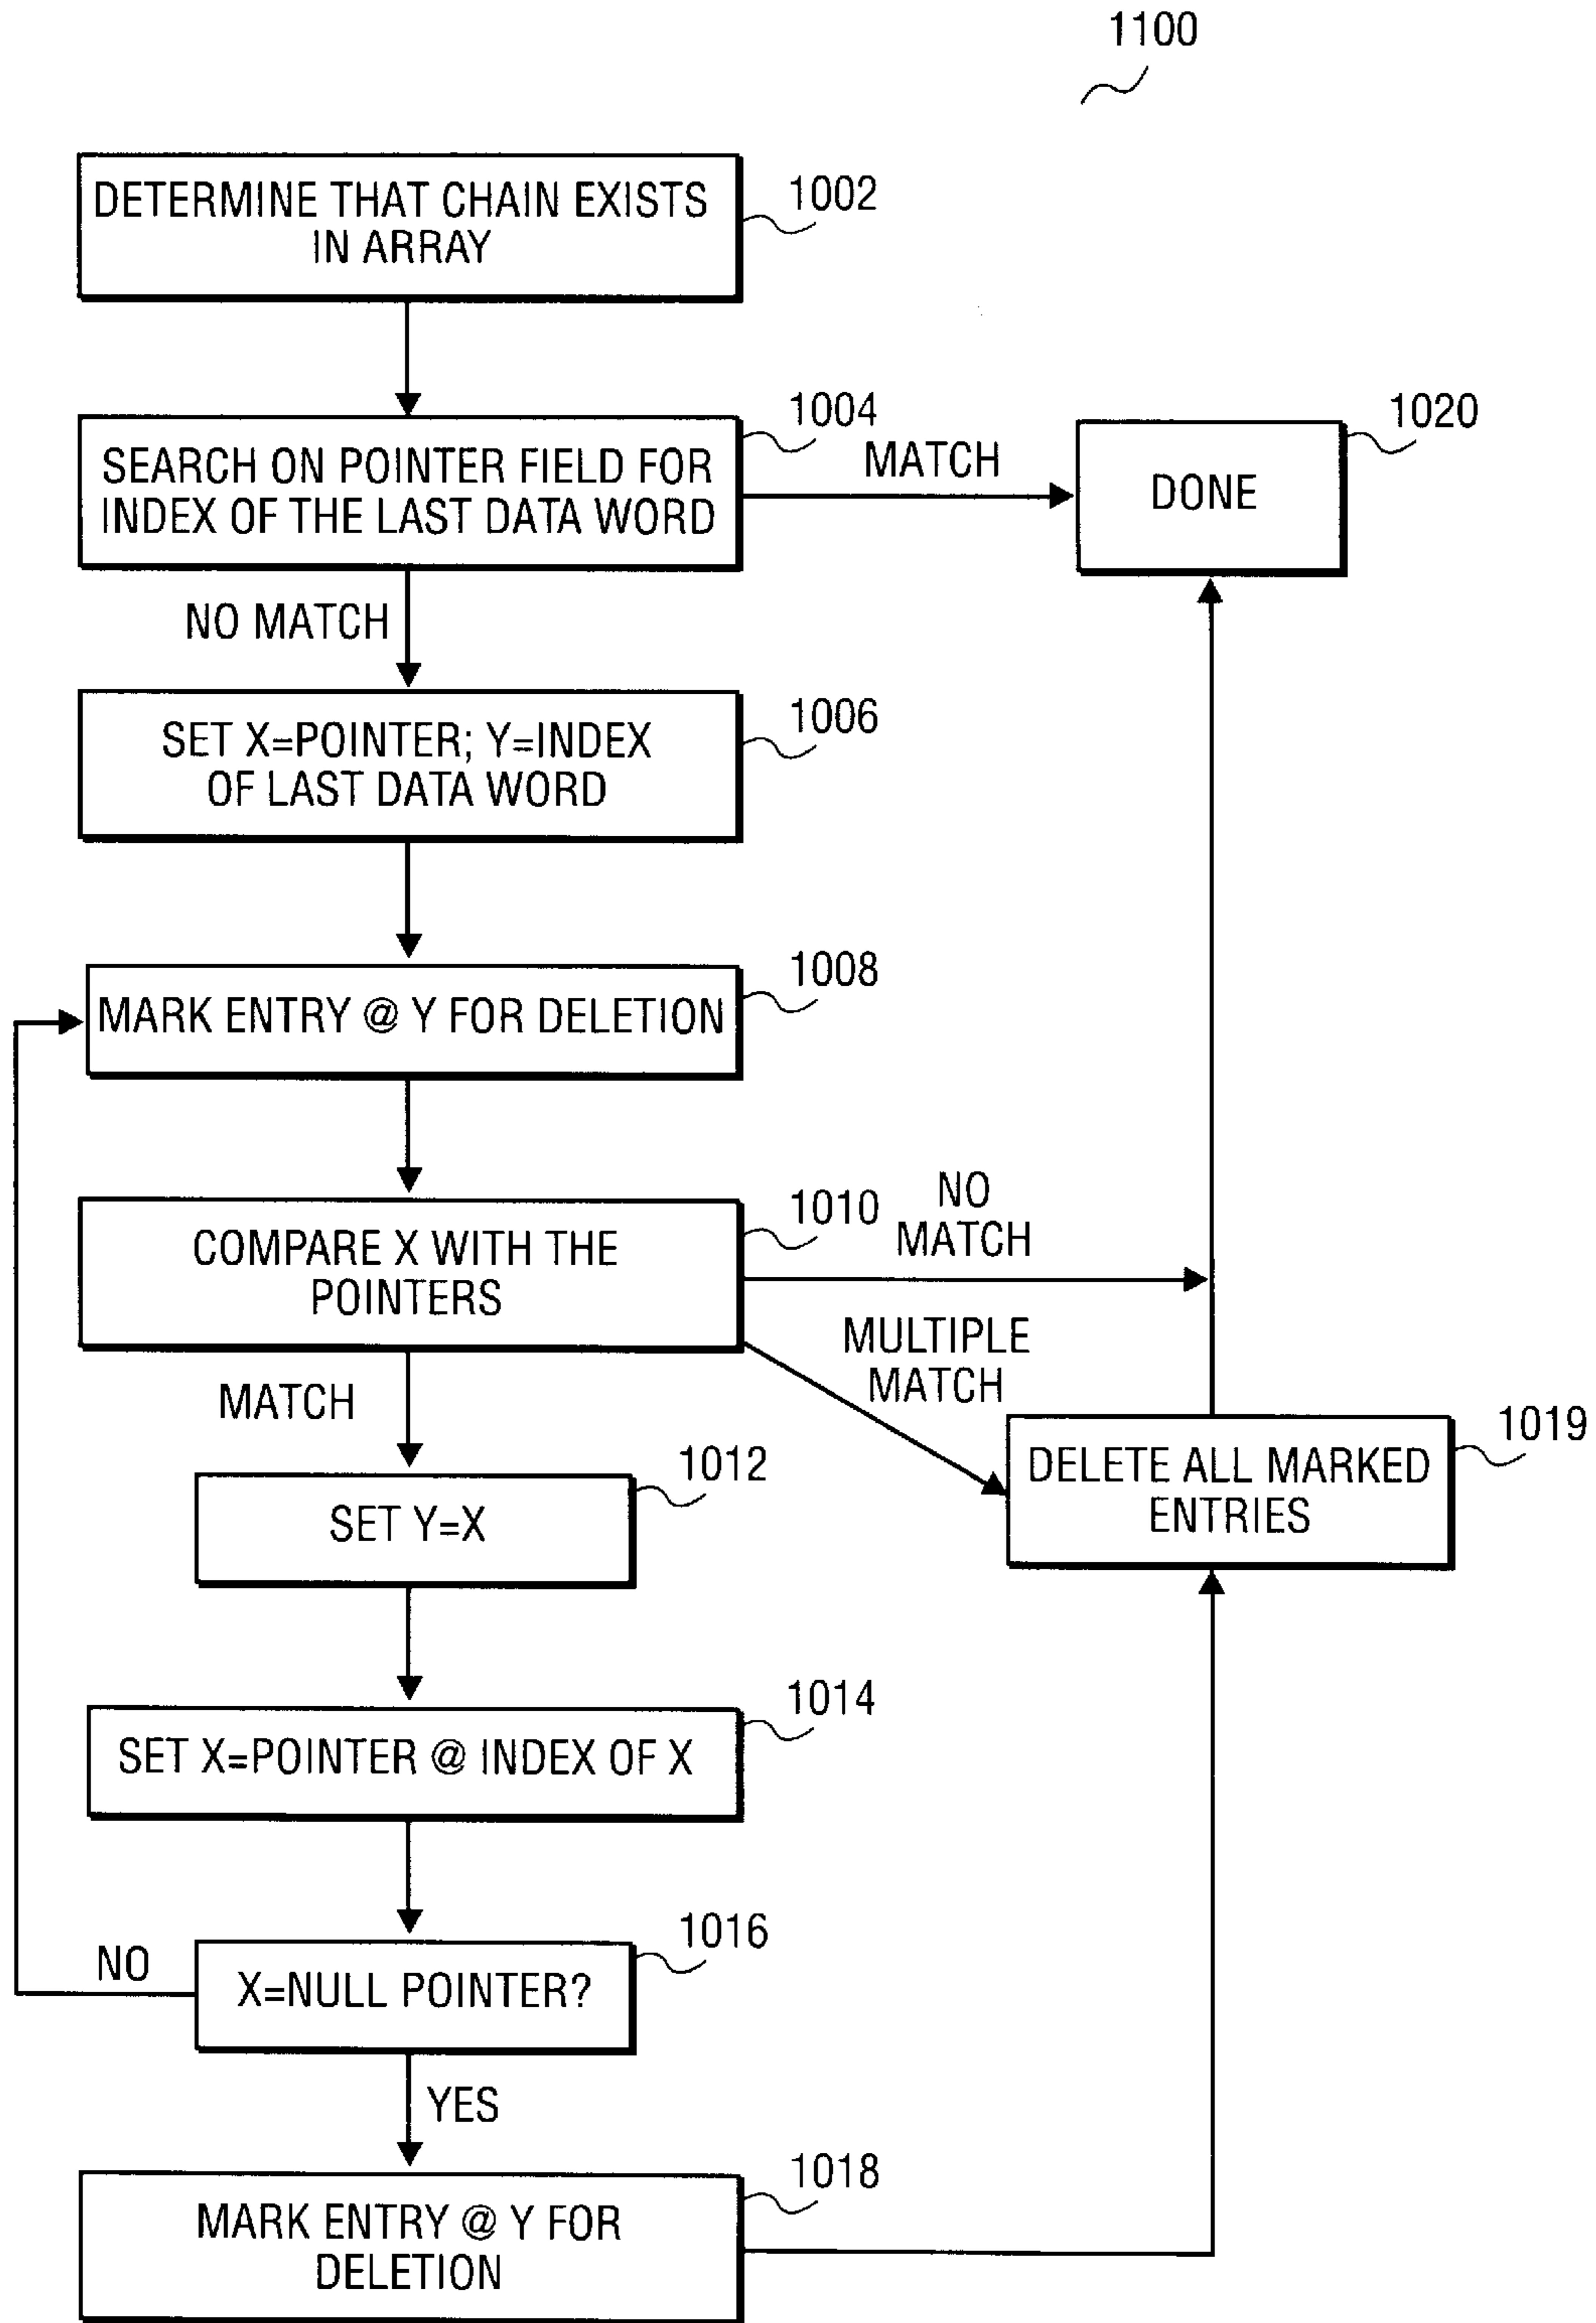 1100
DETERMINE THAT CHAIN EXISTS
IN ARRAY
1002
SEARCH ON POINTER FIELD FOR
INDEX OF THE LAST DATA WORD
1004
MATCH
DONE
1020
NO MATCH
SET X=POINTER; Y=INDEX
OF LAST DATA WORD
1006
MARK ENTRY @ Y FOR DELETION
1008
COMPARE X WITH THE
POINTERS
1010
NO
MATCH
MULTIPLE
MATCH
MATCH
DELETE ALL MARKED
ENTRIES
1019
SET Y=X
1012
SET X=POINTER @ INDEX OF X
1014
X=NULL POINTER?
1016
NO
YES
MARK ENTRY @ Y FOR
DELETION
1018